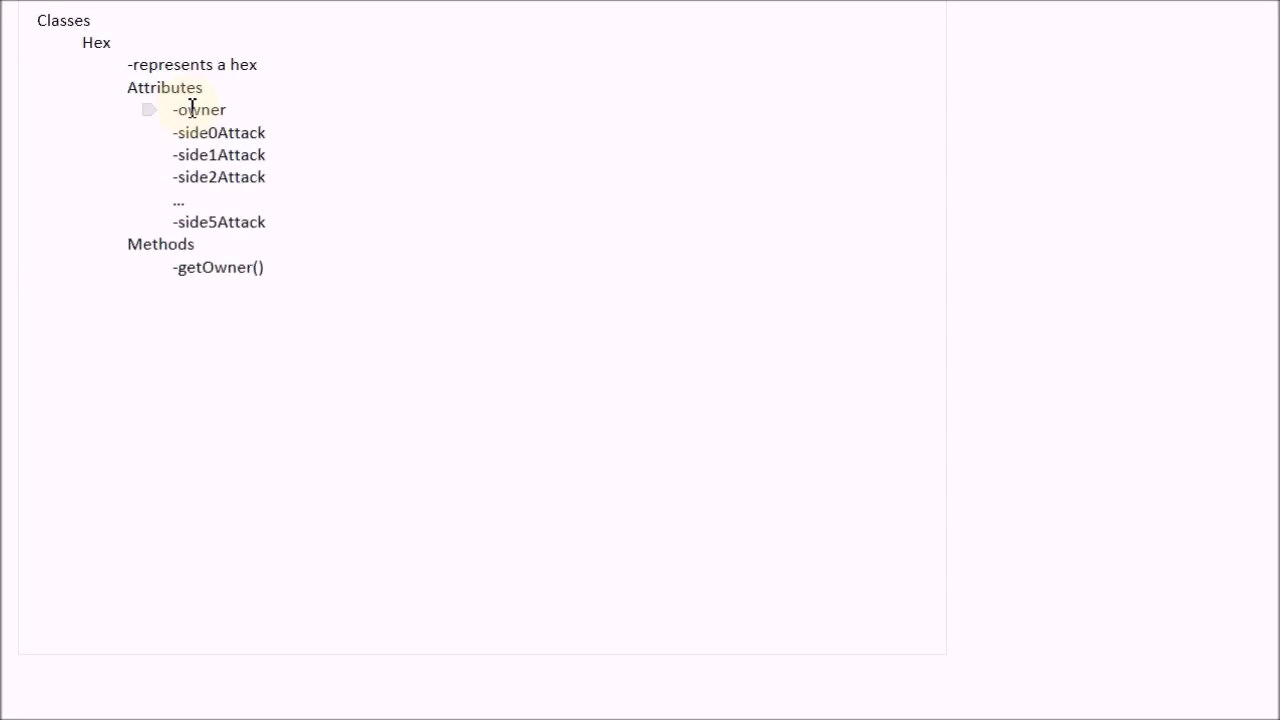 Classes
Hex
-represents a hex
Attributes
-owner
-side0Attack
-side1Attack
-side2Attack
...
-side5Attack
Methods
-getOwner()